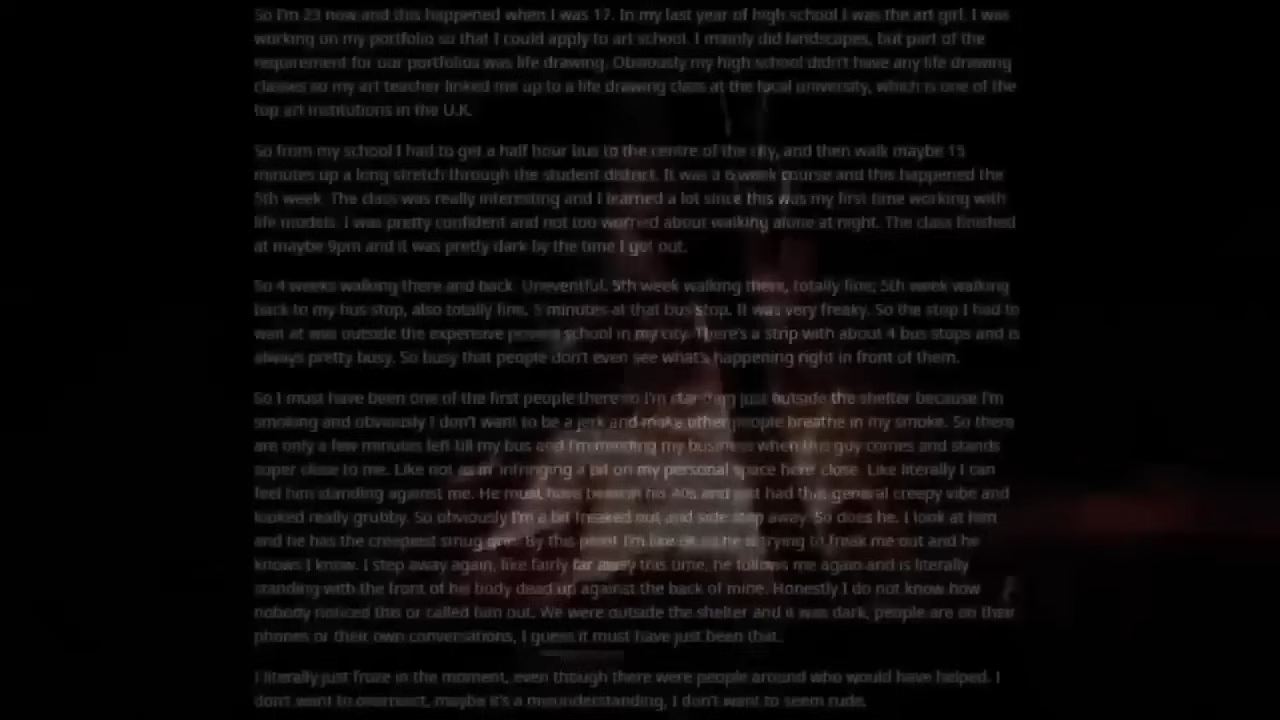 So I'm 23 now and this happened when I was 17. In my last year of high school I was the art girl. I was
working on my portfolio so that I could apply to art school. I mainly did landscapes, but part of the
requirement for our portfolios was life drawing. Obviously my high school didn't have any life drawing
classes so my art teacher linked me up to a life drawing class at the local university, which is one of the
top art institutions in the U.K.
So from my school I had to get a half hour bus to the centre of the city, and then walk maybe 15
minutes up a long stretch through the student district. It was a 6 week course and this happened the
5th week. The class was really interesting and I learned a lot since this was my first time working with
life models. I was pretty confident and not too worried about walking alone at night. The class finished
at maybe 9pm and it was pretty dark by the time I got out.
So 4 weeks walking there and back. Uneventful. 5th week walking there, totally fine; 5th week walking
back to my bus stop, also totally fine. 5 minutes at that bus stop. It was very freaky. So the stop I had to
wait at was outside the expensive school in my city. There's a strip with about 4 bus stops and is
always pretty busy. So busy that people don't even see what's happening right in front of them.
So I must have been one of the first people there so I'm standing just outside the shelter because I'm
smoking and obviously I don't want to be a jerk and make other people breathe in my smoke. So there
are only a few minutes left till my bus and I'm minding my business when this guy comes and stands
super close to me. Like not as in infringing a bit on my personal space here close. Like literally I can
feel him standing against me. He must have been in his 40s and just had that general creepy vibe and
looked really grubby. So obviously I'm a bit freaked out and side step away. So does he. I look at him
and he has the creepiest smug grin. By this point I'm like ok so he is trying to freak me out and he
knows I know. I step away again, like fairly far away this time, he follows me again and is literally
standing with the front of his body dead up against the back of mine. Honestly I do not know how
nobody noticed this or called him out. We were outside the shelter and it was dark, people are on their
phones or their own conversations, I guess it must have just been that.
I literally just froze in the moment, even though there were people around who would have helped. I
don't want to overreact, maybe it's a misunderstanding, I don't want to seem rude.